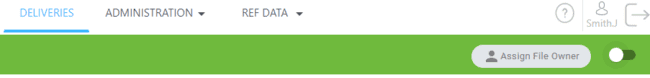 DELIVERIES ADMINISTRATION REF DATA ?
Smith.J
Assign File Owner